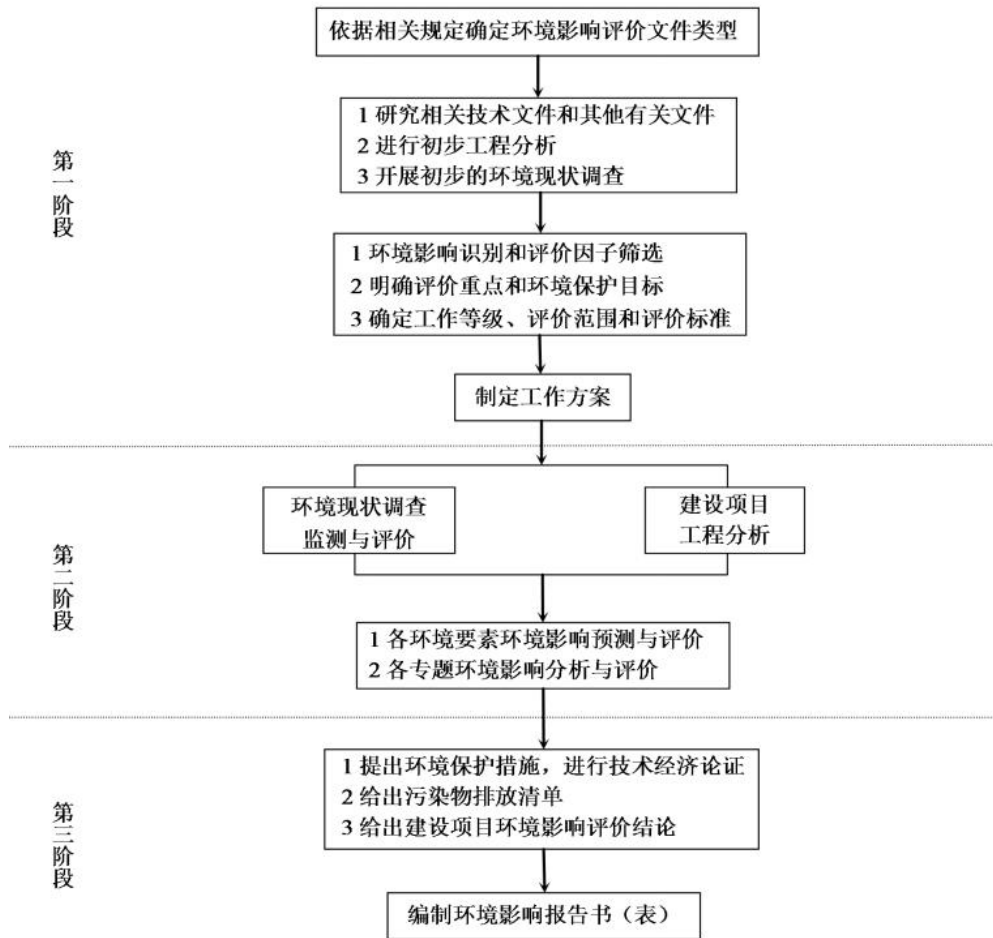 依据相关规定确定环境影响评价文件类型
1 研究相关技术文件和其他有关文件
2 进行初步工程分析
3 开展初步的环境现状调查
第一阶段
1 环境影响识别和评价因子筛选
2 明确评价重点和环境保护目标
3 确定工作等级、评价范围和评价标准
制定工作方案
环境现状调查
监测与评价
建设项目
工程分析
第二阶段
1 各环境要素环境影响预测与评价
2 各专题环境影响分析与评价
1 提出环境保护措施，进行技术经济论证
2 给出污染物排放清单
3 给出建设项目环境影响评价结论
第三阶段
编制环境影响报告书（表）